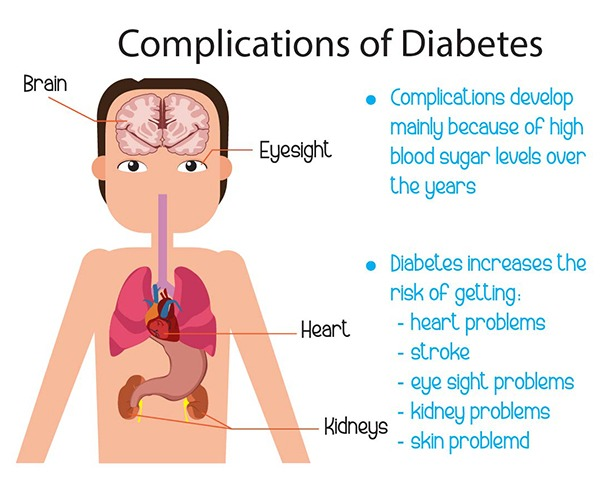 Complications of Diabetes
Brain
Eyesight
Heart
Kidneys
• Complications develop
mainly because of high
blood sugar levels over
the years
• Diabetes increases the
risk of getting:
- heart problems
- stroke
- eye sight problems
- kidney problems
- skin problemd